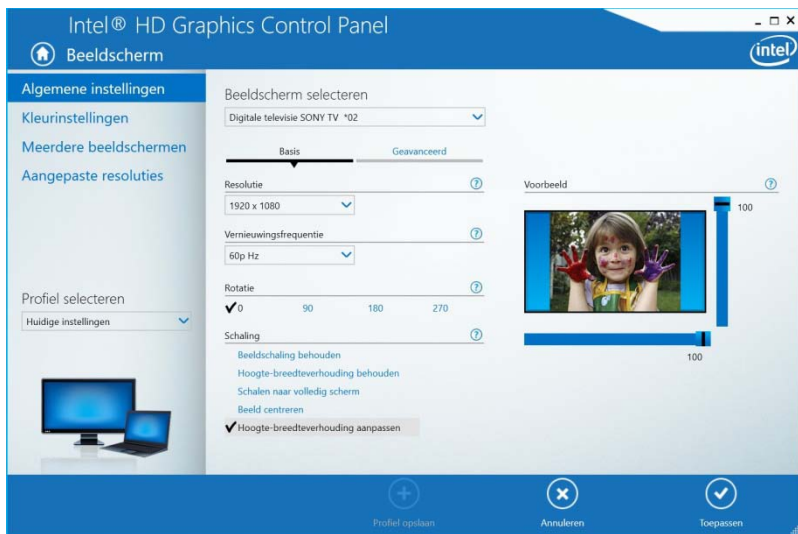 Intel® HD Graphics Control Panel
Beeldscherm
intel
Algemene instellingen
Kleurinstellingen
Meerdere beeldschermen
Aangepaste resoluties
Profiel selecteren
Huidige instellingen
Beeldscherm selecteren
Digitale televisie SONY TV *02
Basis
Geavanceerd
Resolutie
?
1920 x 1080
Vernieuwingsfrequentie
?
60p Hz
Rotatie
?
0 90 180 270
Schaling
?
Beeldschaling behouden
Hoogte-breedteverhouding behouden
Schalen naar volledig scherm
Beeld centreren
Hoogte-breedteverhouding aanpassen
Voorbeeld
?
100
100
Profiel opslaan
Annuleren
Toepassen